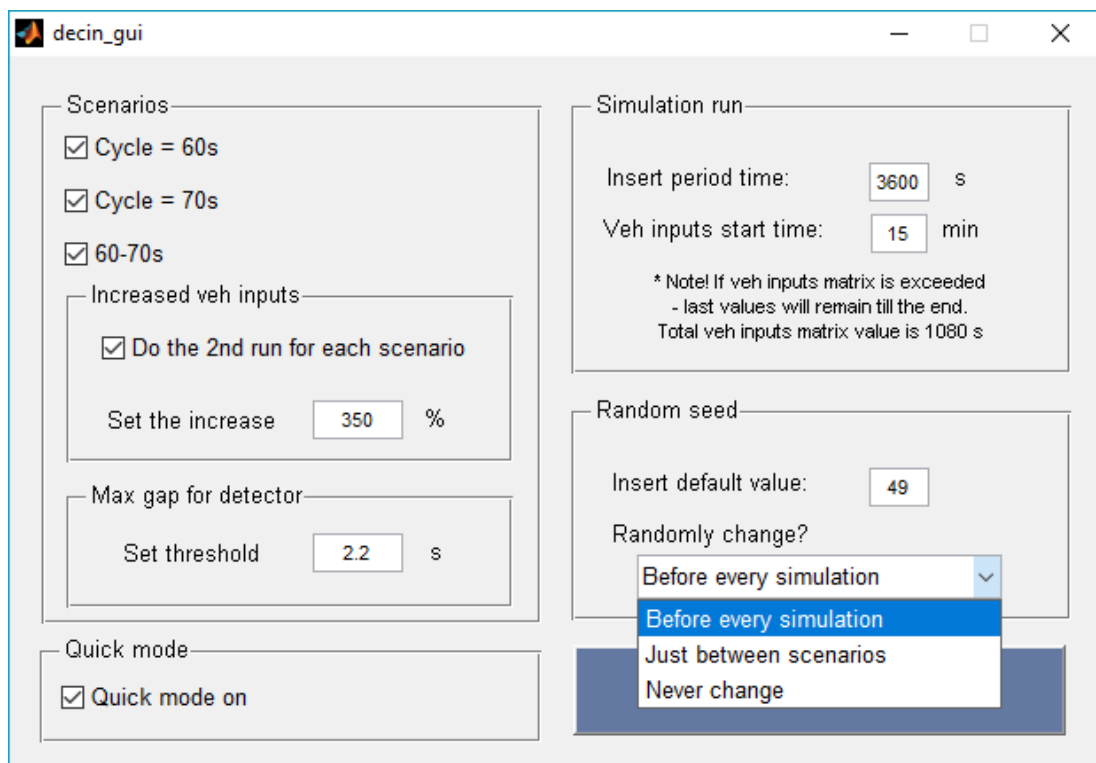 decin_gui
Scenarios
Cycle = 60s
Cycle = 70s
60-70s
Increased veh inputs
Do the 2nd run for each scenario
Set the increase 350 %
Max gap for detector
Set threshold 2.2 s
Quick mode
Quick mode on
Simulation run
Insert period time: 3600 s
Veh inputs start time: 15 min
* Note! If veh inputs matrix is exceeded
- last values will remain till the end.
Total veh inputs matrix value is 1080 s
Random seed
Insert default value: 49
Randomly change?
Before every simulation
Before every simulation
Just between scenarios
Never change